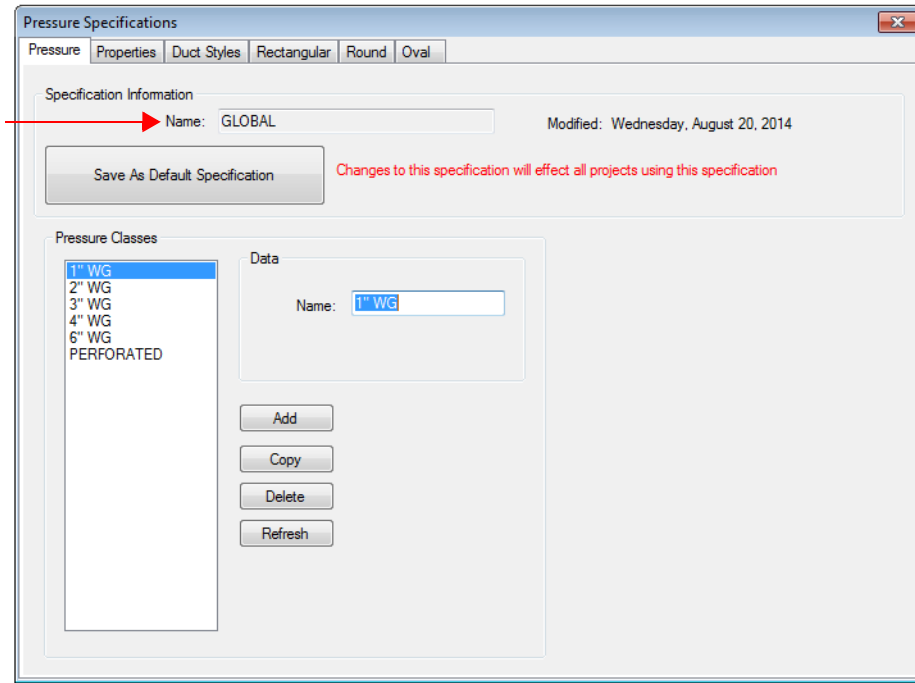 Pressure Specifications
Pressure Properties Duct Styles Rectangular Round Oval
Specification Information
Name: GLOBAL Modified: Wednesday, August 20, 2014
Save As Default Specification Changes to this specification will effect all projects using this specification
Pressure Classes
Data
1" WG
2" WG
3" WG
4" WG
6" WG
PERFORATED
Name: 1" WG
Add
Copy
Delete
Refresh